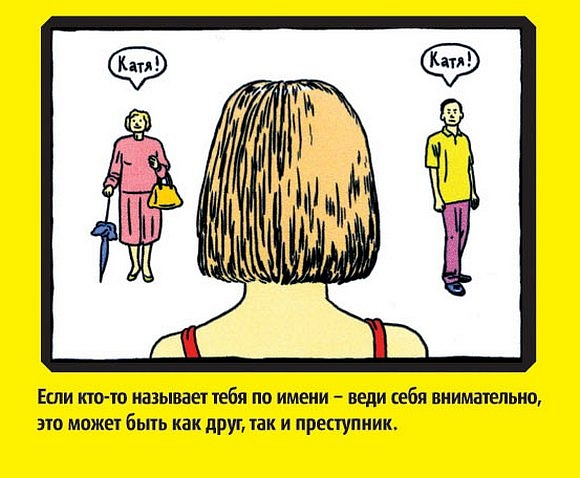 Катя!
Катя!
Если кто-то называет тебя по имени – веди себя внимательно,
это может быть как друг, так и преступник.